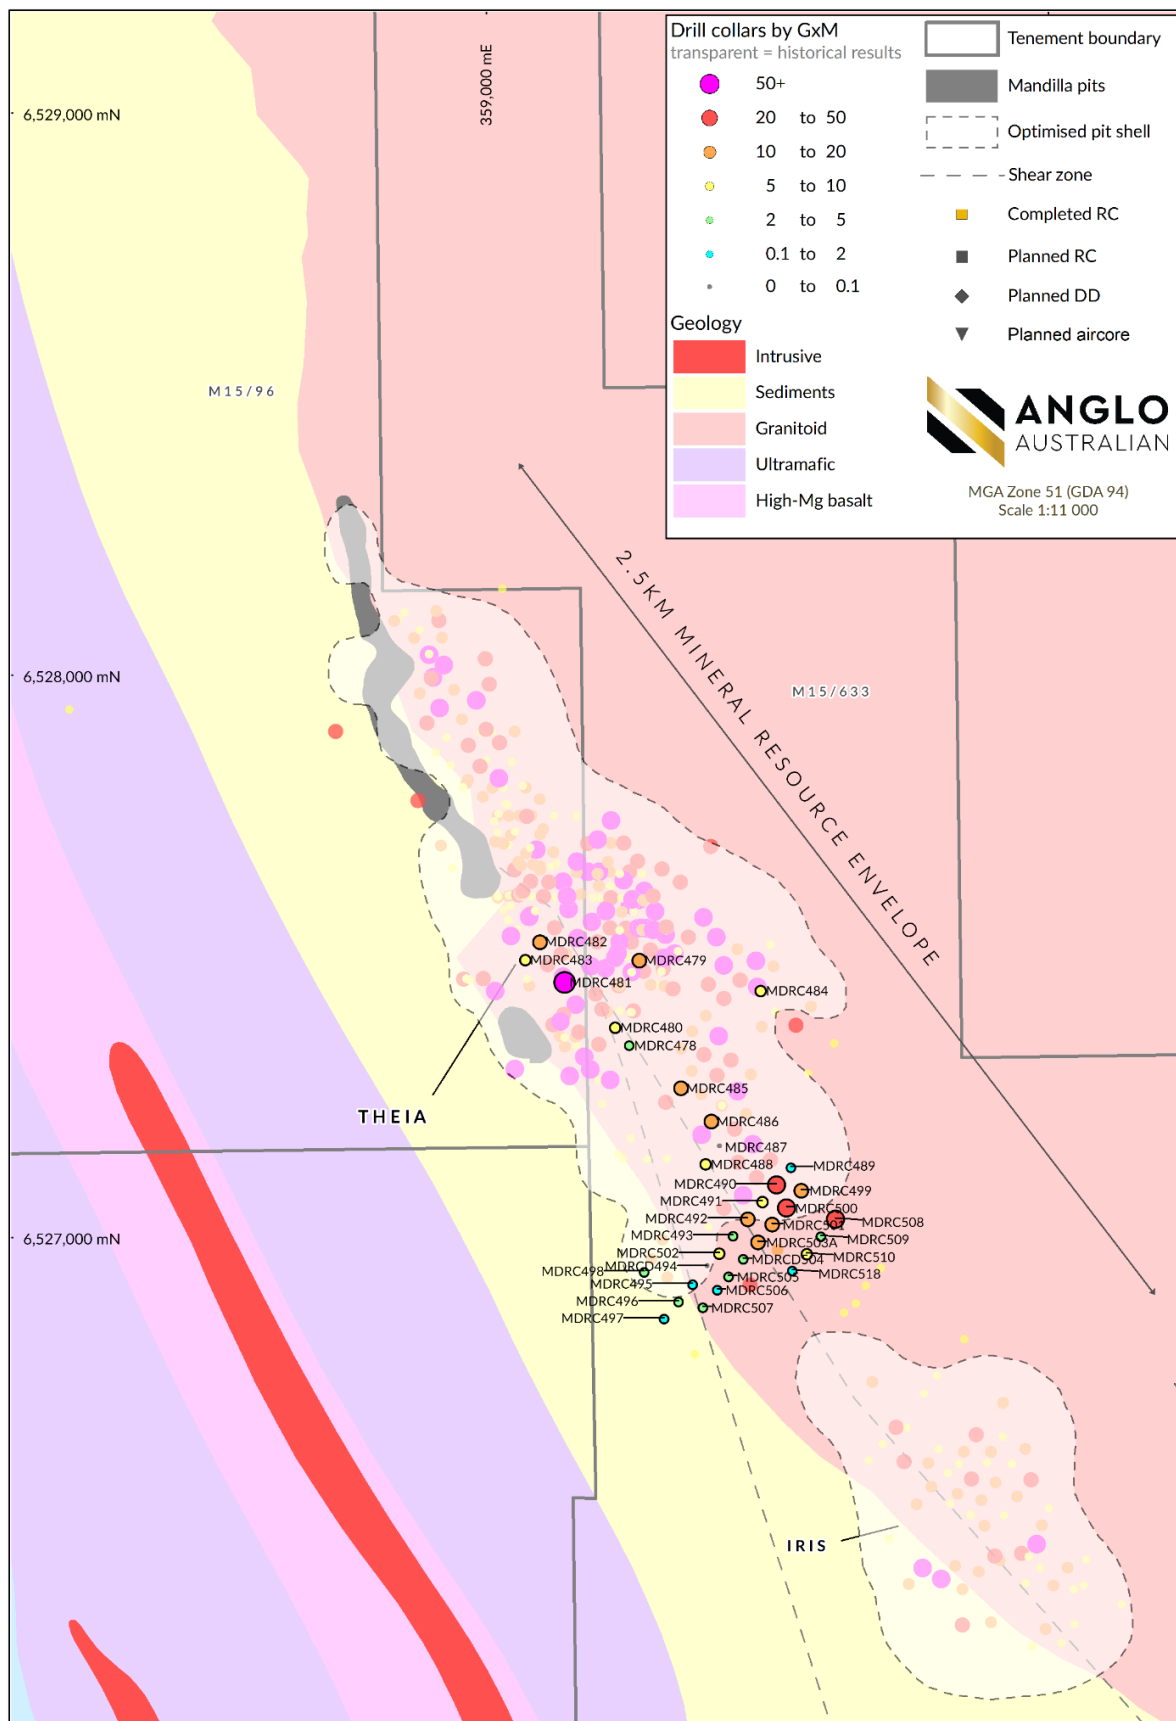 Drill collars by GxM
transparent = historical results
50+
20 to 50
10 to 20
5 to 10
2 to 5
0.1 to 2
0 to 0.1
Geology
Intrusive
Sediments
Granitoid
Ultramafic
High-Mg basalt
Tenement boundary
Mandilla pits
Optimised pit shell
Shear zone
Completed RC
Planned RC
Planned DD
Planned aircore
ANGLO
AUSTRALIAN
MGA Zone 51 (GDA 94)
Scale 1:11 000
359,000 mE
6,529,000 mN
M15/96
2.5KM MINERAL RESOURCE ENVELOPE
6,528,000 mN
M15/633
MDRC482
MDRC483
MDRC479
MDRC481
MDRC484
MDRC480
MDRC478
MDRC485
THEIA
MDRC486
MDRC487
MDRC488
MDRC489
MDRC490
MDRC499
MDRC491
MDRC500
MDRC492
MDRC501
MDRC508
MDRC493
MDRC509
6,527,000 mN
MDRC503A
MDRC502
MDRC510
MDRCD504
MDRCD494
MDRC498
MDRC518
MDRC505
MDRC495
MDRC506
MDRC496
MDRC507
MDRC497
IRIS